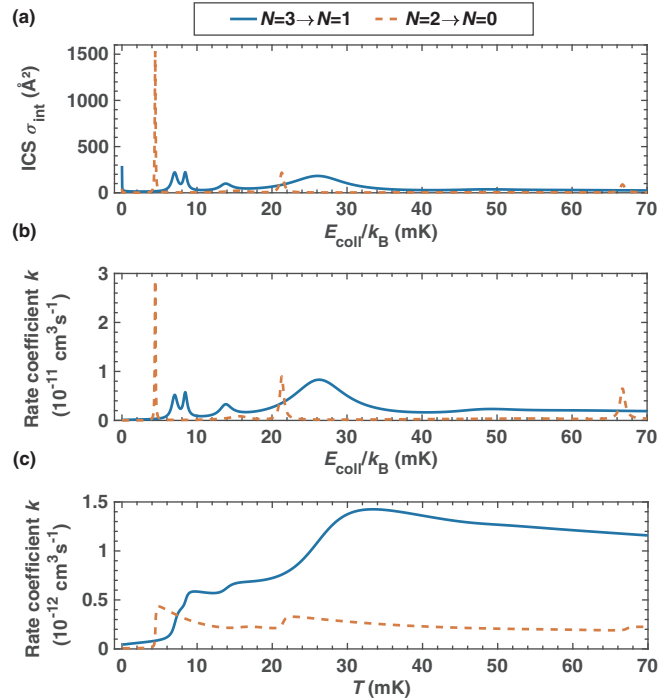 (a)
N=3→N=1 N=2→N=0
ICS σint (Å²)
1500
1000
500
0
0 10 20 30 40 50 60 70
Ecoll/kB (mK)
(b)
Rate coefficient k
(10⁻¹¹ cm³s⁻¹)
3
2
1
0
0 10 20 30 40 50 60 70
Ecoll/kB (mK)
(c)
Rate coefficient k
(10⁻¹² cm³s⁻¹)
1.5
1
0.5
0
0 10 20 30 40 50 60 70
T (mK)